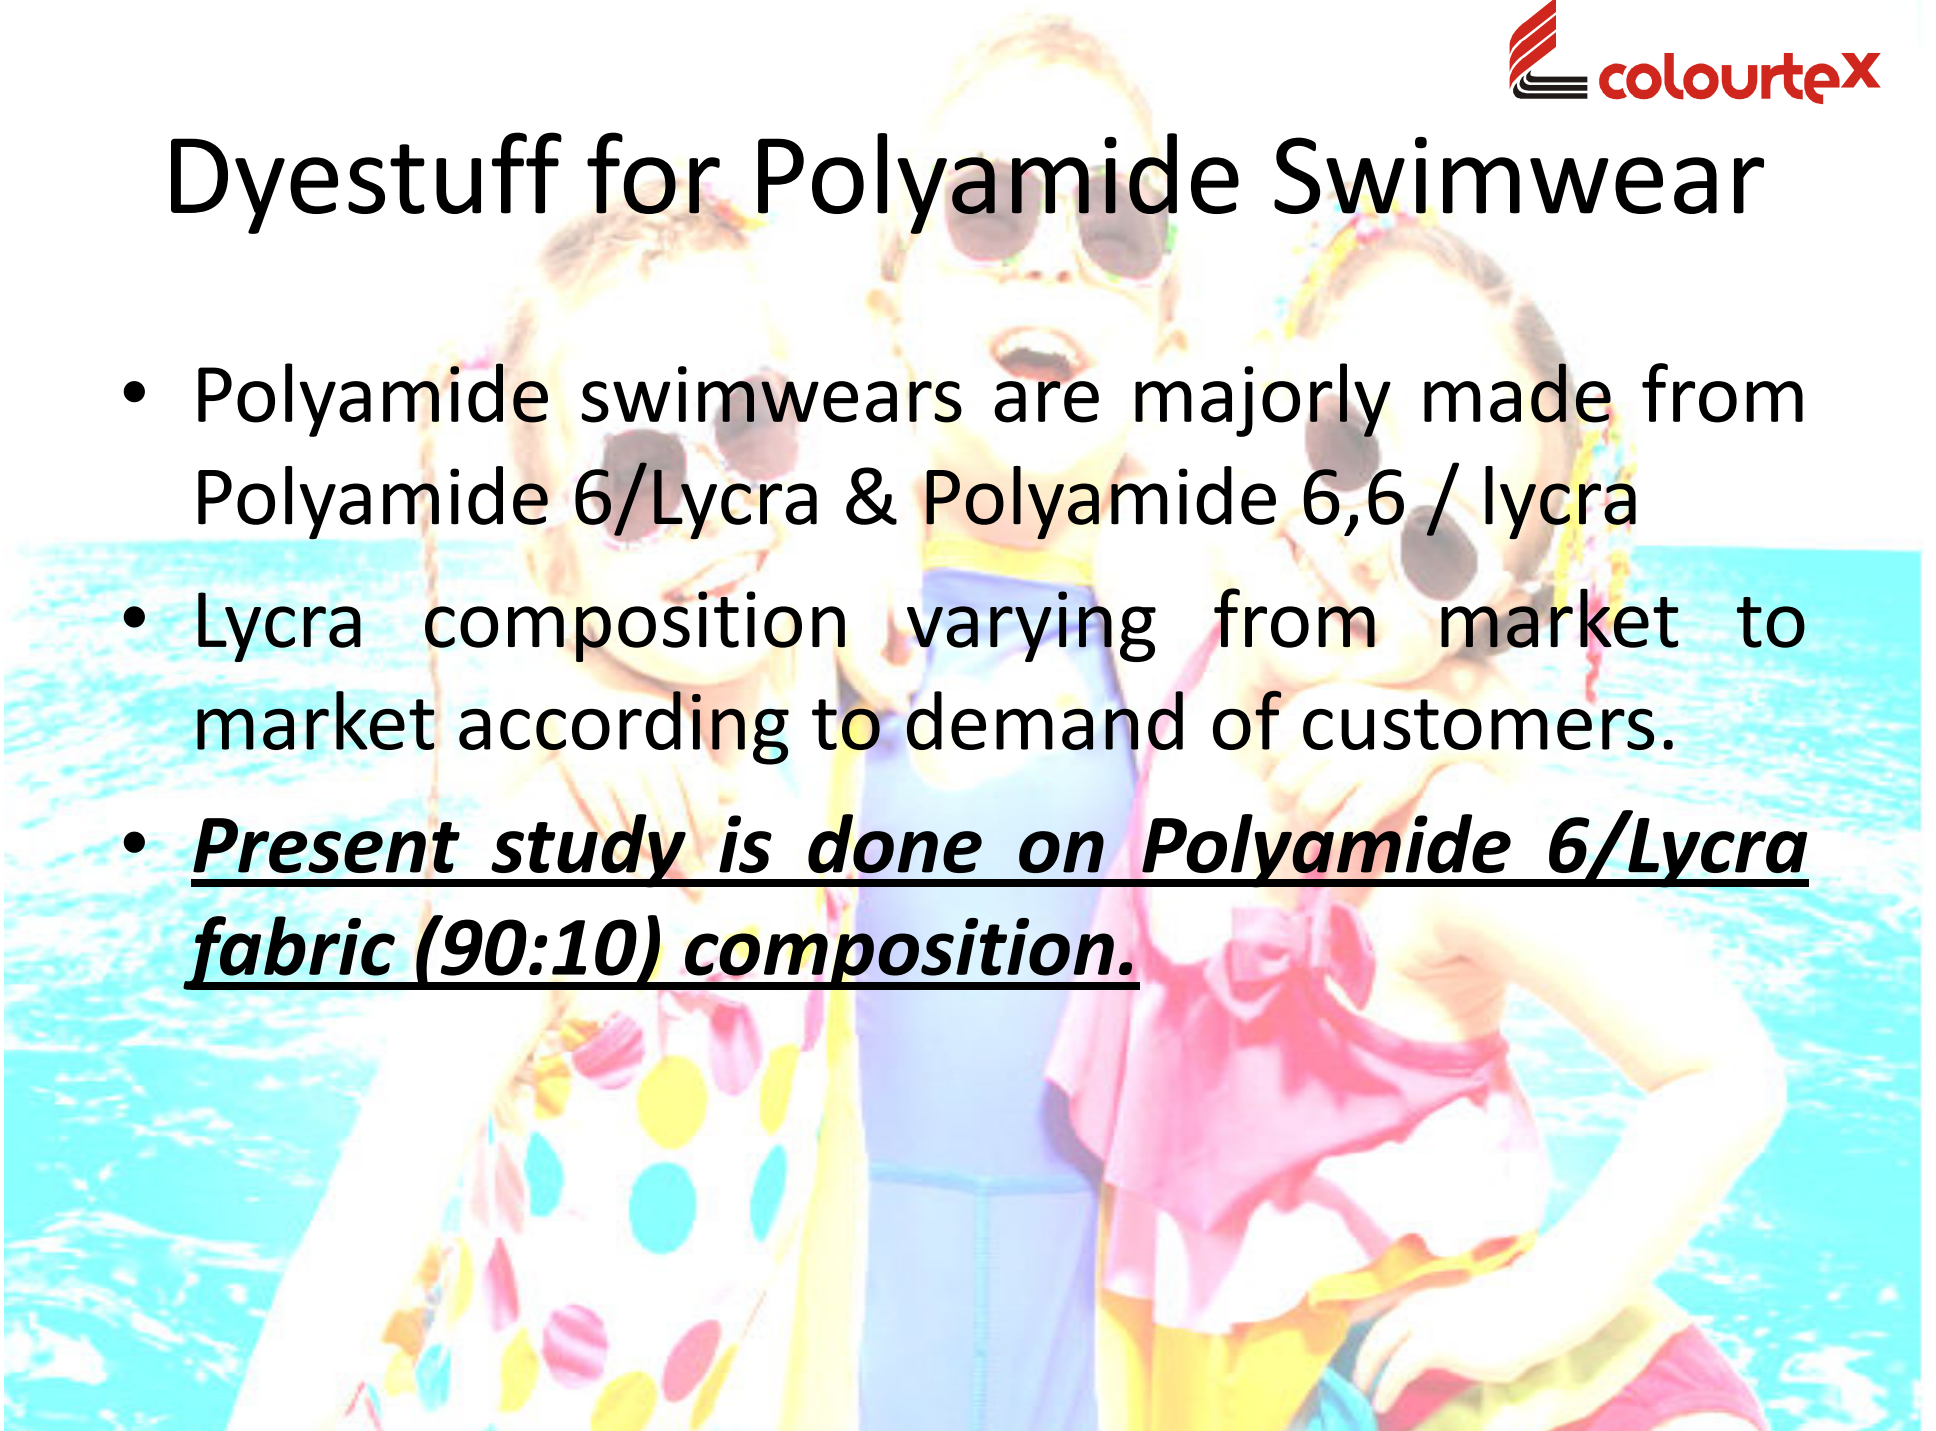 colourtex
Dyestuff for Polyamide Swimwear
• Polyamide swimwears are majorly made from
Polyamide 6/Lycra & Polyamide 6,6 / lycra
• Lycra composition varying from market to
market according to demand of customers.
• Present study is done on Polyamide 6/Lycra
fabric (90:10) composition.